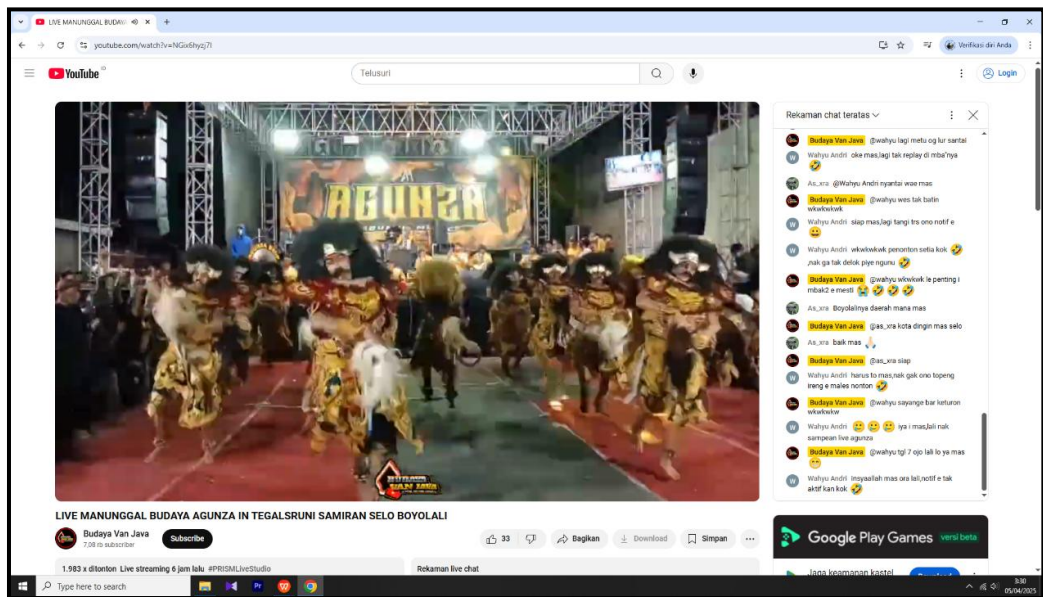 LIVE MANUNGGAL BUDAYA
youtube.com/watch?v=NGix6hyzj7I
Verifikasi diri Anda
YouTube ID
Telusuri
Login
AGUNZA
BUDAYA
VAN JAVA
Rekaman chat teratas
Budaya Van Java @wahyu lagi metu og lur santai
Wahyu Andri oke mas,lagi tak replay di mba"nya
🤣
As_xra @Wahyu Andri nyantai wae mas
Budaya Van Java @wahyu wes tak batin
wkwkwkwk
Wahyu Andri siap mas,lagi tangi trs ono notif e
😀
Wahyu Andri wkwkwkwk penonton setia kok 🤣
,nak ga tak delok piye ngunu 🤣
Budaya Van Java @wahyu wkwkwk le penting i
mbak2 e mesti 😭 🤣 🤣 🤣
As_xra Boyolalinya daerah mana mas
Budaya Van Java @as_xra kota dingin mas selo
As_xra baik mas 🙏🏻
Budaya Van Java @as_xra siap
Wahyu Andri harus to mas,nak gak ono topeng
ireng e males nonton 🤣
Budaya Van Java @wahyu sayange bar keturon
wkwkwkw
Wahyu Andri 🥲 🥲 🥲 iya i mas,lali nak
sampean live agunza
Budaya Van Java @wahyu tgl 7 ojo lali lo ya mas
😁
Wahyu Andri insyaallah mas ora lali,notif e tak
aktif kan kok 🤣
LIVE MANUNGGAL BUDAYA AGUNZA IN TEGALSRUNI SAMIRAN SELO BOYOLALI
Budaya Van Java
7,08 rb subscriber
Subscribe
33
Bagikan
Download
Simpan
1.983 x ditonton Live streaming 6 jam lalu #PRISMLiveStudio
Rekaman live chat
Google Play Games versi beta
Jaga keamanan kastel
Download
Type here to search
3:30
05/04/2025